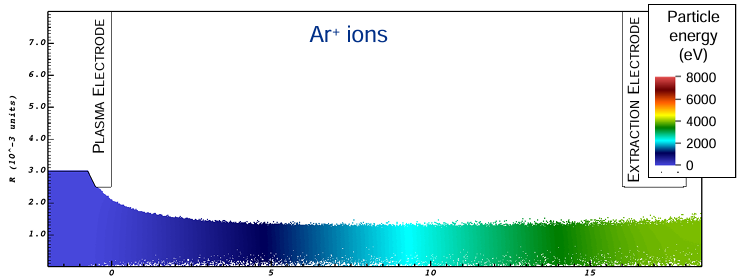 Ar⁺ ions
PLASMA ELECTRODE
EXTRACTION ELECTRODE
Particle
energy
(eV)
8000
6000
4000
2000
0
R (10^-3 units)
7.0
6.0
5.0
4.0
3.0
2.0
1.0
0
5
10
15